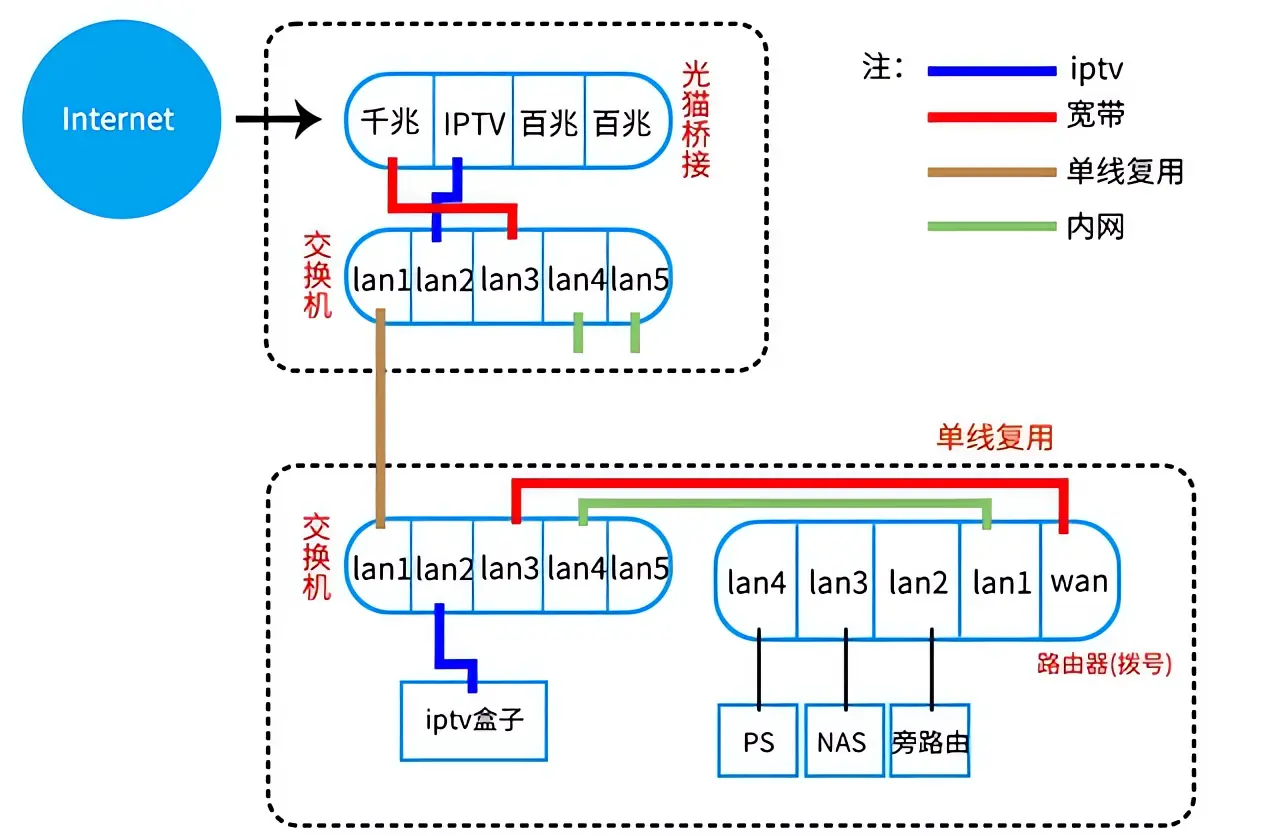 Internet
千兆
IPTV
百兆
百兆
光猫桥接
注：
iptv
宽带
单线复用
内网
交换机
lan1
lan2
lan3
lan4
lan5
单线复用
交换机
lan1
lan2
lan3
lan4
lan5
lan4
lan3
lan2
lan1
wan
路由器(拨号)
iptv盒子
PS
NAS
旁路由